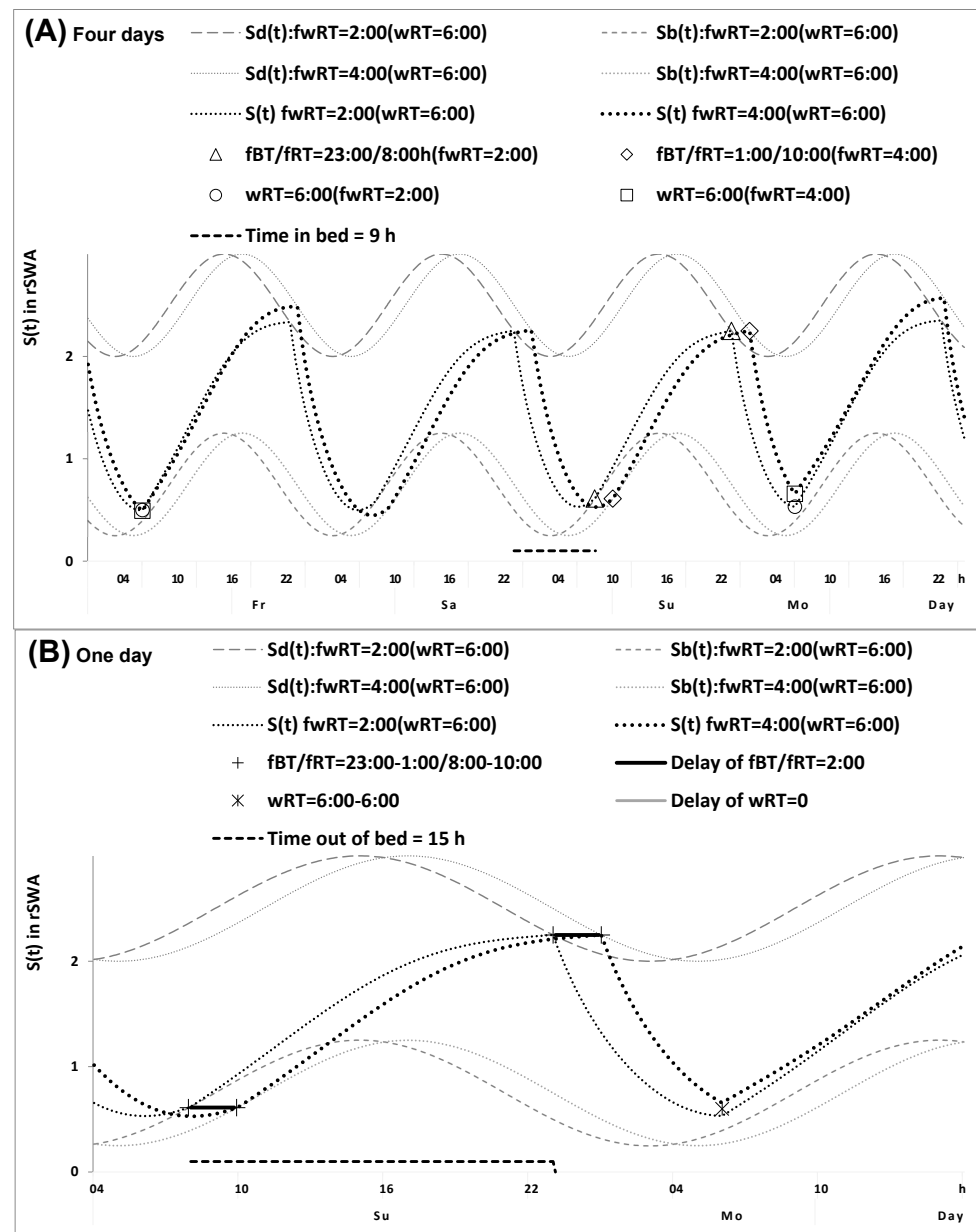 (A) Four days
Sd(t):fwRT=2:00(wRT=6:00) Sb(t):fwRT=2:00(wRT=6:00)
Sd(t):fwRT=4:00(wRT=6:00) Sb(t):fwRT=4:00(wRT=6:00)
S(t) fwRT=2:00(wRT=6:00) S(t) fwRT=4:00(wRT=6:00)
fBT/fRT=23:00/8:00h(fwRT=2:00) fBT/fRT=1:00/10:00(fwRT=4:00)
wRT=6:00(fwRT=2:00) wRT=6:00(fwRT=4:00)
Time in bed = 9 h
S(t) in rSWA
2
1
0
04 10 16 22 04 10 16 22 04 10 16 22 04 10 16 22 h
Fr Sa Su Mo Day
(B) One day
Sd(t):fwRT=2:00(wRT=6:00) Sb(t):fwRT=2:00(wRT=6:00)
Sd(t):fwRT=4:00(wRT=6:00) Sb(t):fwRT=4:00(wRT=6:00)
S(t) fwRT=2:00(wRT=6:00) S(t) fwRT=4:00(wRT=6:00)
fBT/fRT=23:00-1:00/8:00-10:00 Delay of fBT/fRT=2:00
wRT=6:00-6:00 Delay of wRT=0
Time out of bed = 15 h
S(t) in rSWA
2
1
0
04 10 16 22 04 10 h
Su Mo Day